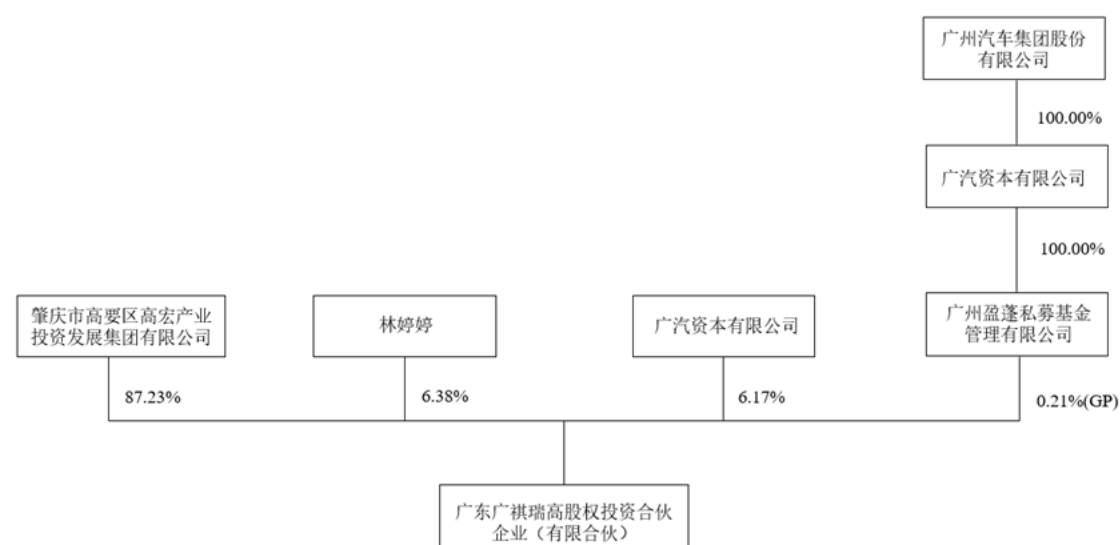 广州汽车集团股份
有限公司
100.00%
广汽资本有限公司
100.00%
肇庆市高要区高宏产业
投资发展集团有限公司
林婷婷
广汽资本有限公司
广州盈蓬私募基金
管理有限公司
87.23%
6.38%
6.17%
0.21%(GP)
广东广祺瑞高股权投资合伙
企业（有限合伙）